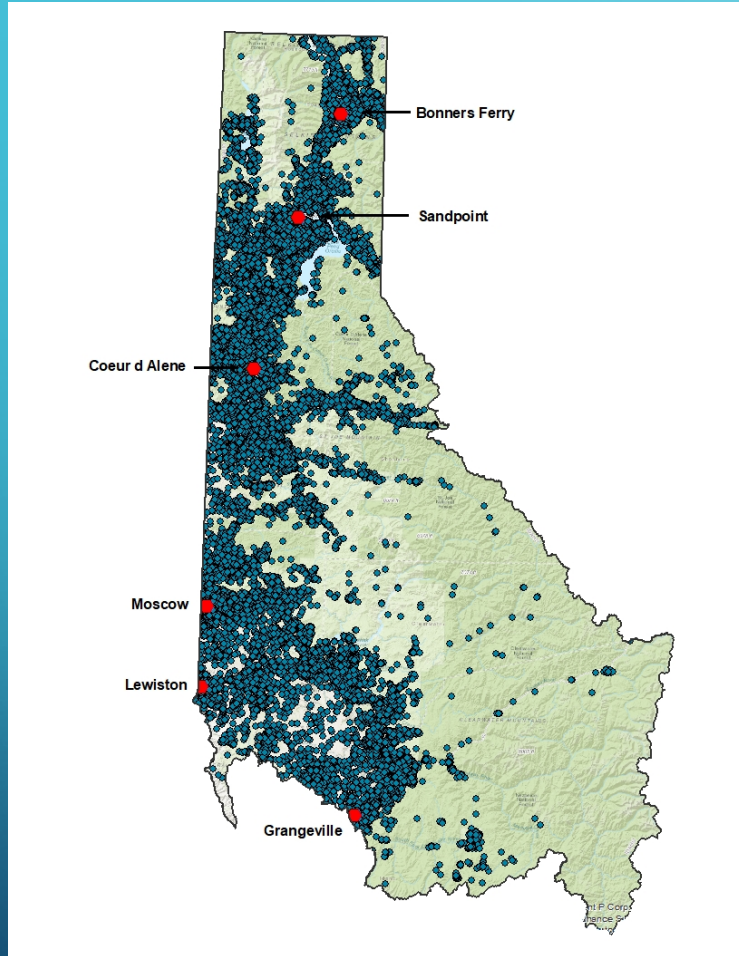 Bonners Ferry
Sandpoint
Coeur d Alene
Moscow
Lewiston
Grangeville